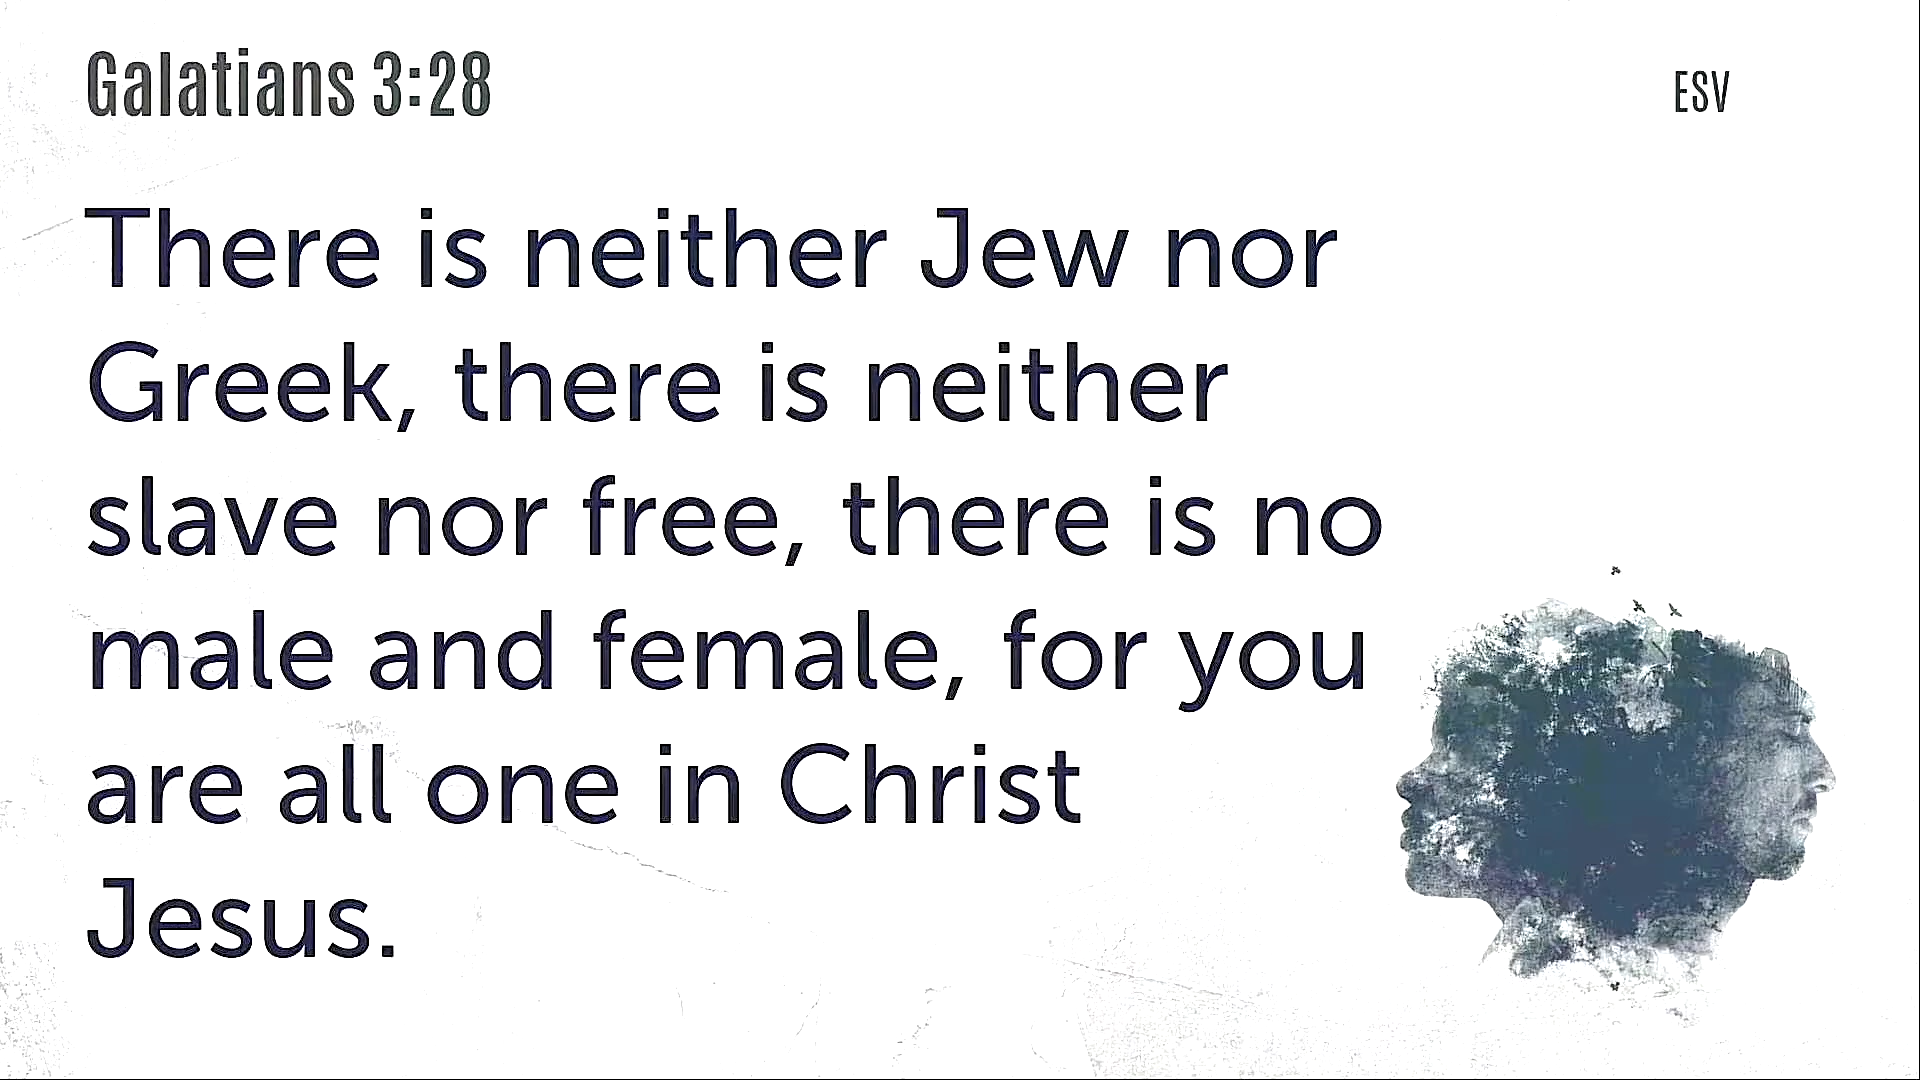 Galatians 3:28
ESV
There is neither Jew nor
Greek, there is neither
slave nor free, there is no
male and female, for you
are all one in Christ
Jesus.